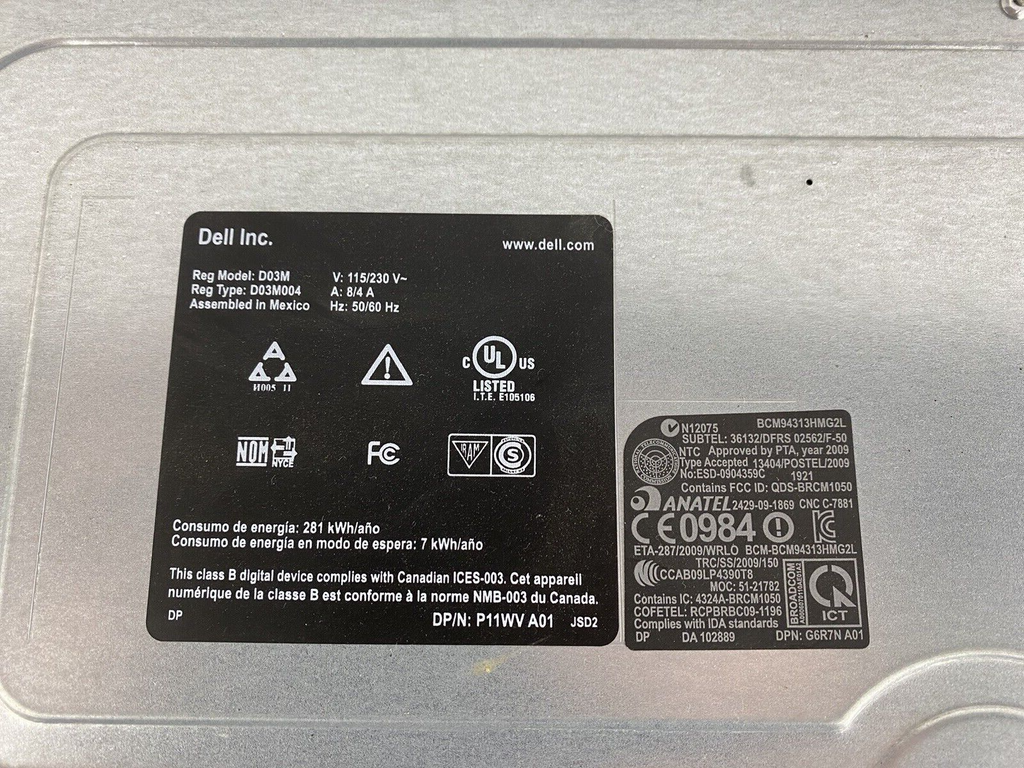 Dell Inc.
www.dell.com
Reg Model: D03M V: 115/230 V~
Reg Type: D03M004 A: 8/4 A
Assembled in Mexico Hz: 50/60 Hz
И005 11
C UL US
LISTED
I.T.E. E105106
NOM NYCE
FC
IRAM S
Consumo de energía: 281 kWh/año
Consumo de energía en modo de espera: 7 kWh/año
This class B digital device complies with Canadian ICES-003. Cet appareil
numérique de la classe B est conforme à la norme NMB-003 du Canada.
DP DP/N: P11WV A01 JSD2
N12075 BCM94313HMG2L
SUBTEL: 36132/DFRS 02562/F-50
NTC Approved by PTA, year 2009
Type Accepted 13404/POSTEL/2009
No:ESD-0904359C 1921
Contains FCC ID: QDS-BRCM1050
ANATEL 2429-09-1869 CNC C-7881
CE0984
ETA-287/2009/WRLO BCM-BCM94313HMG2L
TRC/SS/2009/150
CCAB09LP4390T8
MOC: 51-21782
Contains IC: 4324A-BRCM1050
COFETEL: RCPBRBC09-1196
Complies with IDA standards
BROADCOM
ICT
DP DA 102889 DPN: G6R7N A01